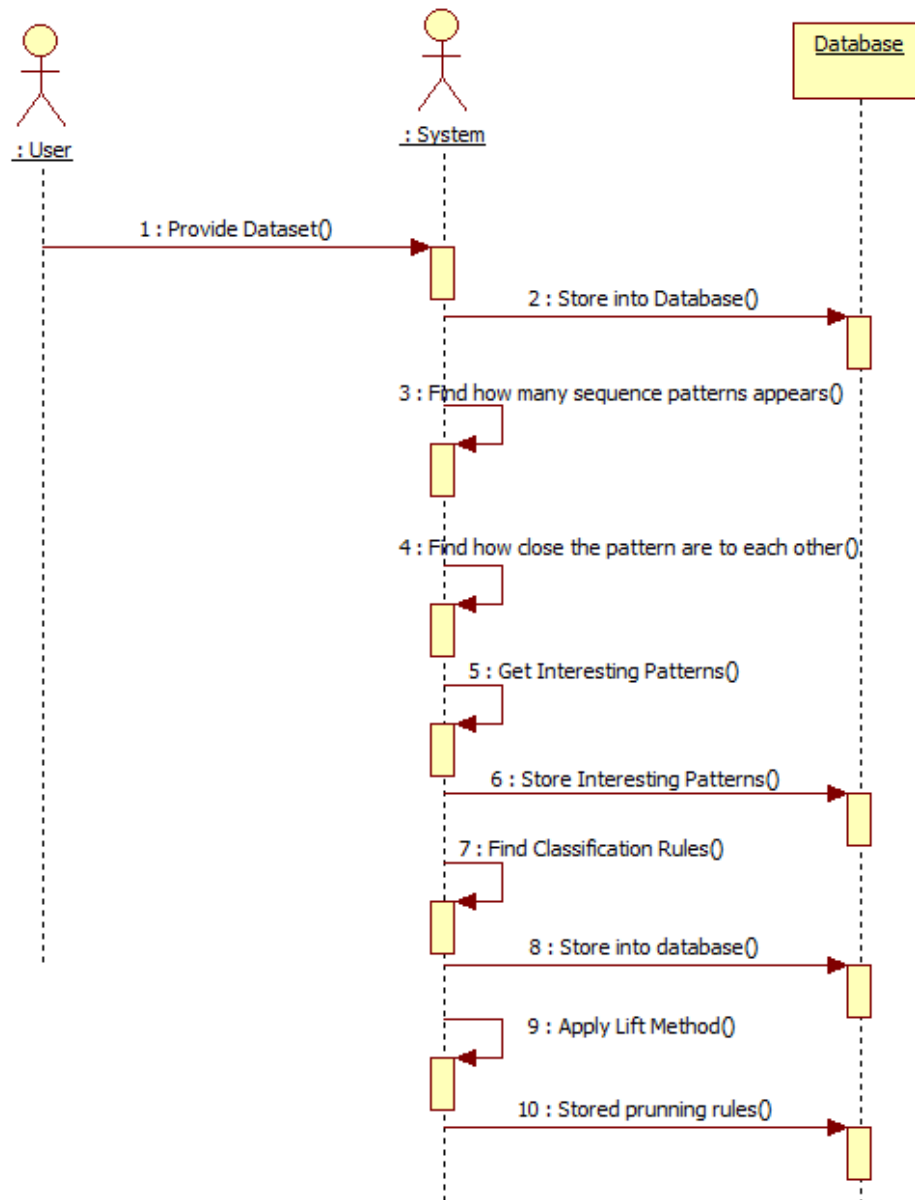 : User
: System
Database
1 : Provide Dataset()
2 : Store into Database()
3 : Find how many sequence patterns appears()
4 : Find how close the pattern are to each other()
5 : Get Interesting Patterns()
6 : Store Interesting Patterns()
7 : Find Classification Rules()
8 : Store into database()
9 : Apply Lift Method()
10 : Stored prunning rules()